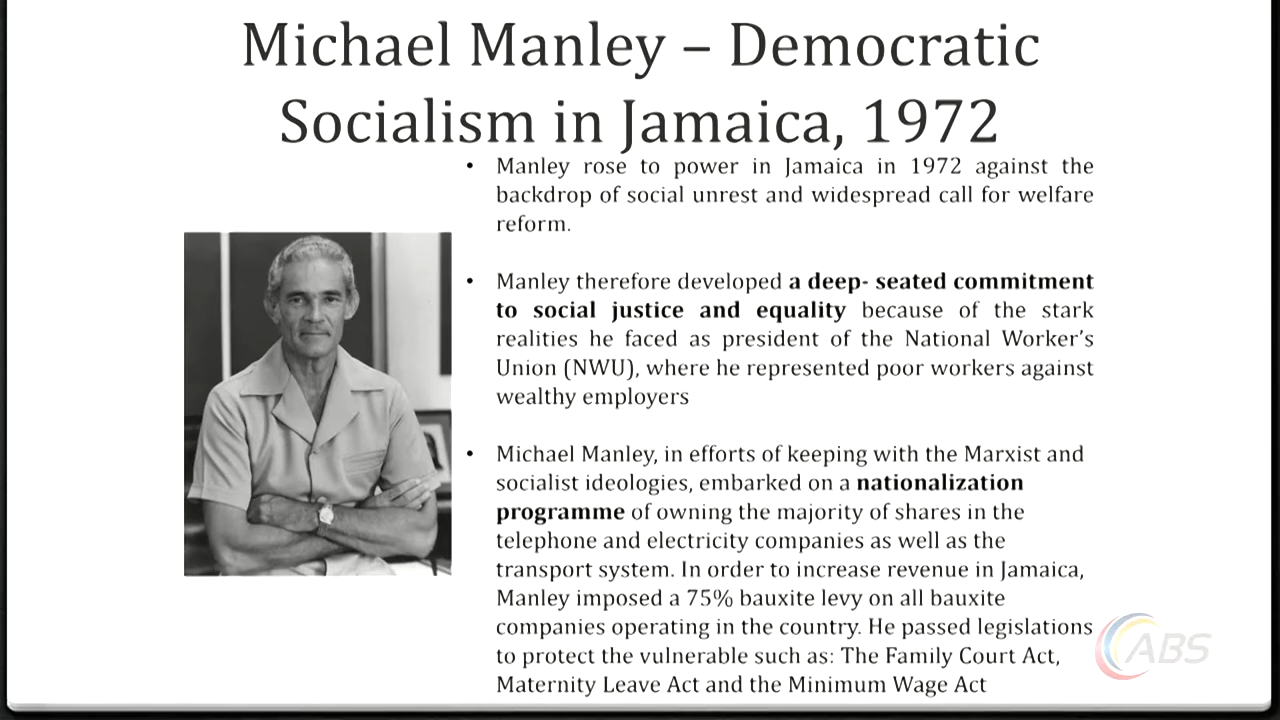 Michael Manley – Democratic
Socialism in Jamaica, 1972
• Manley rose to power in Jamaica in 1972 against the
backdrop of social unrest and widespread call for welfare
reform.
• Manley therefore developed a deep- seated commitment
to social justice and equality because of the stark
realities he faced as president of the National Worker’s
Union (NWU), where he represented poor workers against
wealthy employers
• Michael Manley, in efforts of keeping with the Marxist and
socialist ideologies, embarked on a nationalization
programme of owning the majority of shares in the
telephone and electricity companies as well as the
transport system. In order to increase revenue in Jamaica,
Manley imposed a 75% bauxite levy on all bauxite
companies operating in the country. He passed legislations
to protect the vulnerable such as: The Family Court Act,
Maternity Leave Act and the Minimum Wage Act
ABS